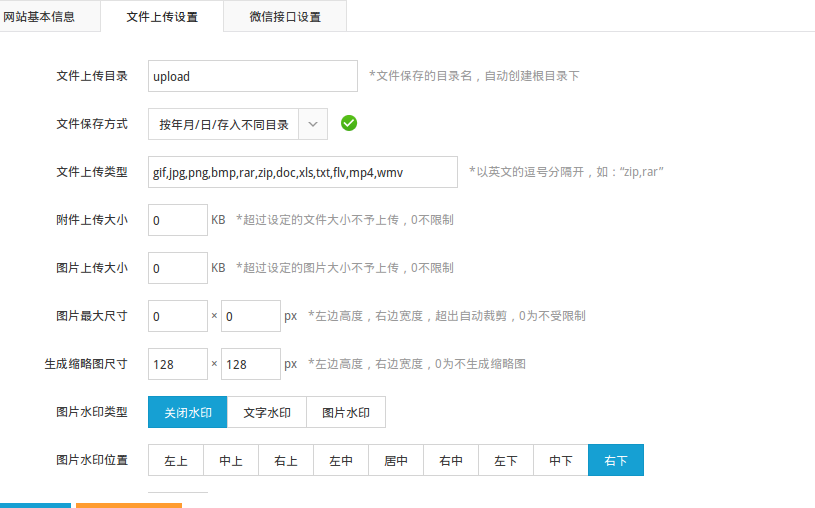 网站基本信息 文件上传设置 微信接口设置
文件上传目录 upload *文件保存的目录名，自动创建根目录下
文件保存方式 按年月/日/存入不同目录
文件上传类型 gif,jpg,png,bmp,rar,zip,doc,xls,txt,flv,mp4,wmv *以英文的逗号分隔开，如：“zip,rar”
附件上传大小 0 KB *超过设定的文件大小不予上传，0不限制
图片上传大小 0 KB *超过设定的图片大小不予上传，0不限制
图片最大尺寸 0 × 0 px *左边高度，右边宽度，超出自动裁剪，0为不受限制
生成缩略图尺寸 128 × 128 px *左边高度，右边宽度，0为不生成缩略图
图片水印类型 关闭水印 文字水印 图片水印
图片水印位置 左上 中上 右上 左中 居中 右中 左下 中下 右下